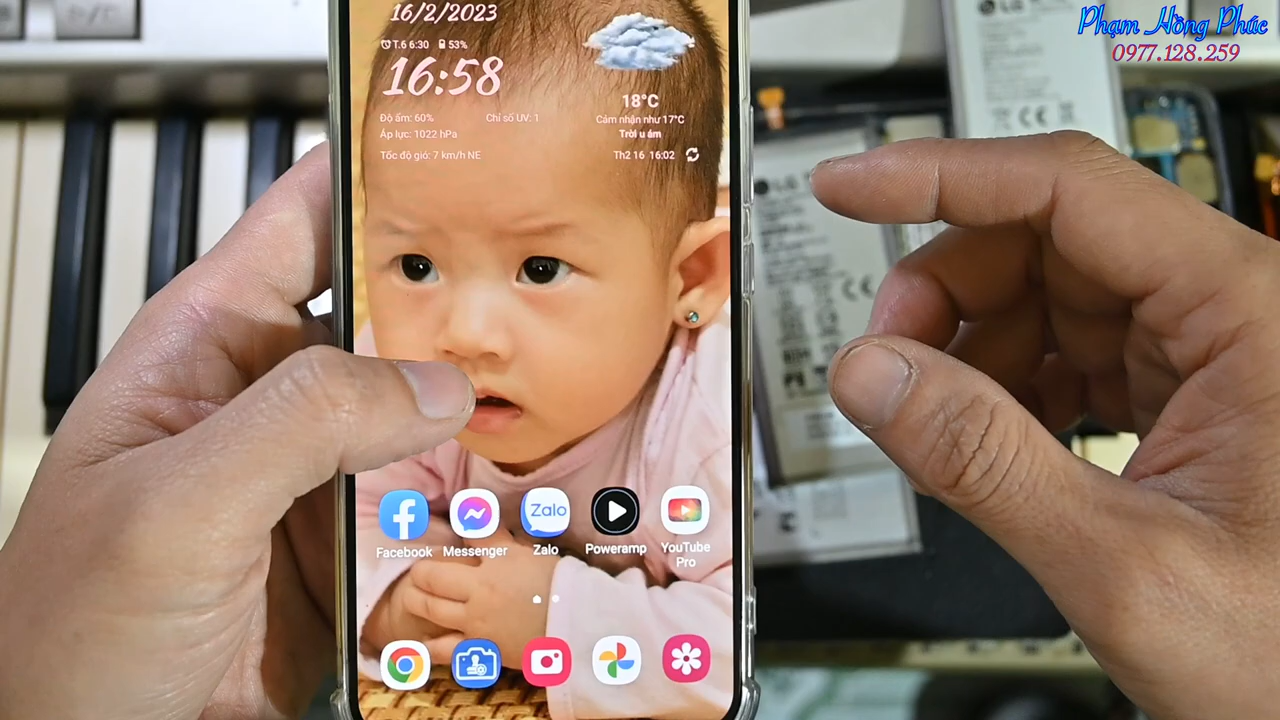 Phạm Hồng Phúc
0977.128.259
LG
16/2/2023
T.6 6:30 53%
16:58
18°C
Độ ẩm: 60% Chỉ số UV: 1
Cảm nhận như 17°C
Áp lực: 1022 hPa
Trời u ám
Tốc độ gió: 7 km/h NE
Th2 16 16:02
LG
Zalo
Facebook Messenger Zalo Poweramp YouTube
Pro